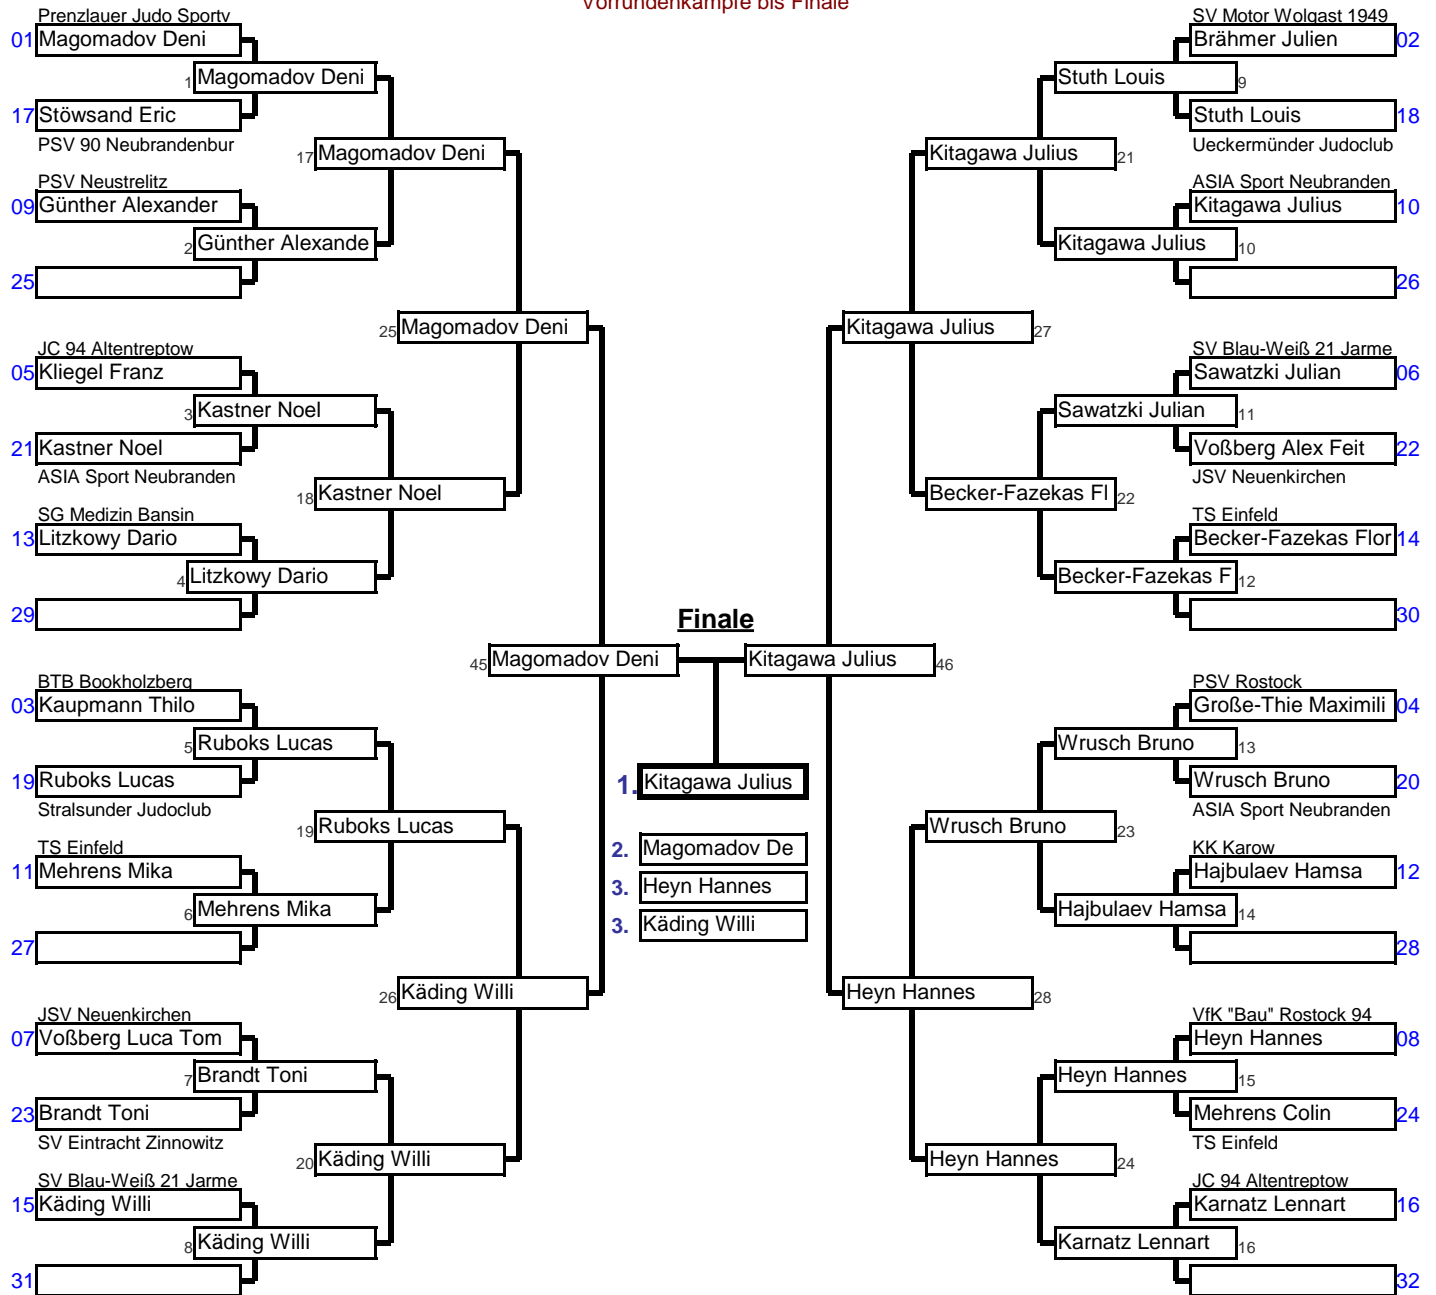 Vorrundenkämpfe bis Finale
Prenzlauer Judo Sportv
01 Magomadov Deni
1 Magomadov Deni
17 Stöwsand Eric
PSV 90 Neubrandenbur
17 Magomadov Deni
PSV Neustrelitz
09 Günther Alexander
2 Günther Alexande
25
25 Magomadov Deni
JC 94 Altentreptow
05 Kliegel Franz
3 Kastner Noel
21 Kastner Noel
ASIA Sport Neubranden
18 Kastner Noel
SG Medizin Bansin
13 Litzkowy Dario
4 Litzkowy Dario
29
45 Magomadov Deni
BTB Bookholzberg
03 Kaupmann Thilo
5 Ruboks Lucas
19 Ruboks Lucas
Stralsunder Judoclub
19 Ruboks Lucas
TS Einfeld
11 Mehrens Mika
6 Mehrens Mika
27
26 Käding Willi
JSV Neuenkirchen
07 Voßberg Luca Tom
7 Brandt Toni
23 Brandt Toni
SV Eintracht Zinnowitz
20 Käding Willi
SV Blau-Weiß 21 Jarme
15 Käding Willi
8 Käding Willi
31
Finale
1. Kitagawa Julius
2. Magomadov De
3. Heyn Hannes
3. Käding Willi
SV Motor Wolgast 1949
Brähmer Julien 02
Stuth Louis 9
Stuth Louis 18
Ueckermünder Judoclub
Kitagawa Julius 21
ASIA Sport Neubranden
Kitagawa Julius 10
Kitagawa Julius 10
26
Kitagawa Julius 27
SV Blau-Weiß 21 Jarme
Sawatzki Julian 06
Sawatzki Julian 11
Voßberg Alex Feit 22
JSV Neuenkirchen
Becker-Fazekas Fl 22
TS Einfeld
Becker-Fazekas Flor 14
Becker-Fazekas F 12
30
Kitagawa Julius 46
PSV Rostock
Große-Thie Maximili 04
Wrusch Bruno 13
Wrusch Bruno 20
ASIA Sport Neubranden
Wrusch Bruno 23
KK Karow
Hajbulaev Hamsa 12
Hajbulaev Hamsa 14
28
Heyn Hannes 28
VfK "Bau" Rostock 94
Heyn Hannes 08
Heyn Hannes 15
Mehrens Colin 24
TS Einfeld
Heyn Hannes 24
JC 94 Altentreptow
Karnatz Lennart 16
Karnatz Lennart 16
32